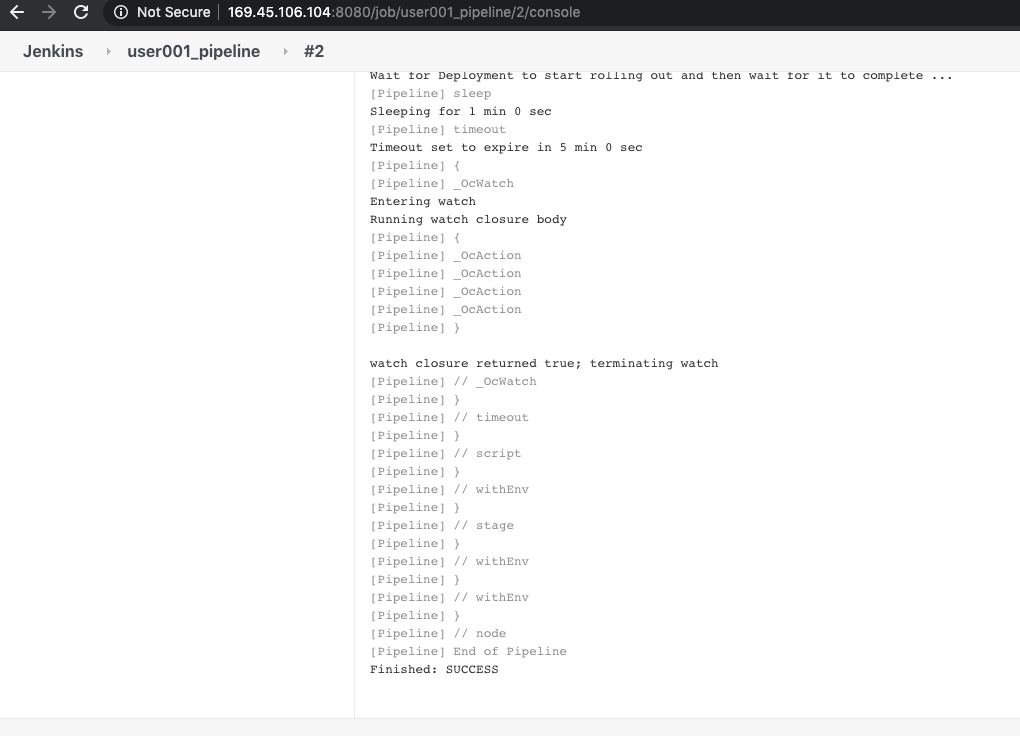 Not Secure | 169.45.106.104:8080/job/user001_pipeline/2/console
Jenkins user001_pipeline #2
Wait for Deployment to start rolling out and then wait for it to complete ...
[Pipeline] sleep
Sleeping for 1 min 0 sec
[Pipeline] timeout
Timeout set to expire in 5 min 0 sec
[Pipeline] {
[Pipeline] _OcWatch
Entering watch
Running watch closure body
[Pipeline] {
[Pipeline] _OcAction
[Pipeline] _OcAction
[Pipeline] _OcAction
[Pipeline] _OcAction
[Pipeline] }
watch closure returned true; terminating watch
[Pipeline] // _OcWatch
[Pipeline] }
[Pipeline] // timeout
[Pipeline] }
[Pipeline] // script
[Pipeline] }
[Pipeline] // withEnv
[Pipeline] }
[Pipeline] // stage
[Pipeline] }
[Pipeline] // withEnv
[Pipeline] }
[Pipeline] // withEnv
[Pipeline] }
[Pipeline] // node
[Pipeline] End of Pipeline
Finished: SUCCESS